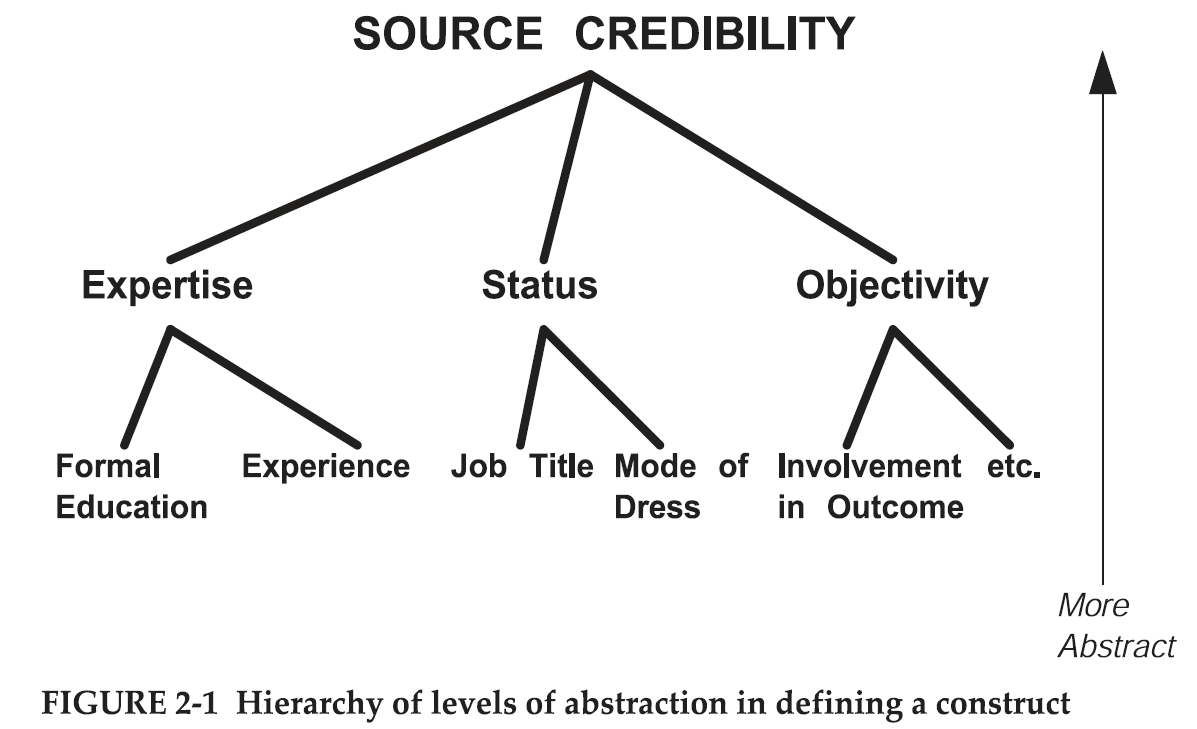 SOURCE CREDIBILITY
Expertise
Status
Objectivity
Formal
Education
Experience
Job Title
Mode of
Dress
Involvement
in Outcome
etc.
More
Abstract
FIGURE 2-1 Hierarchy of levels of abstraction in defining a construct